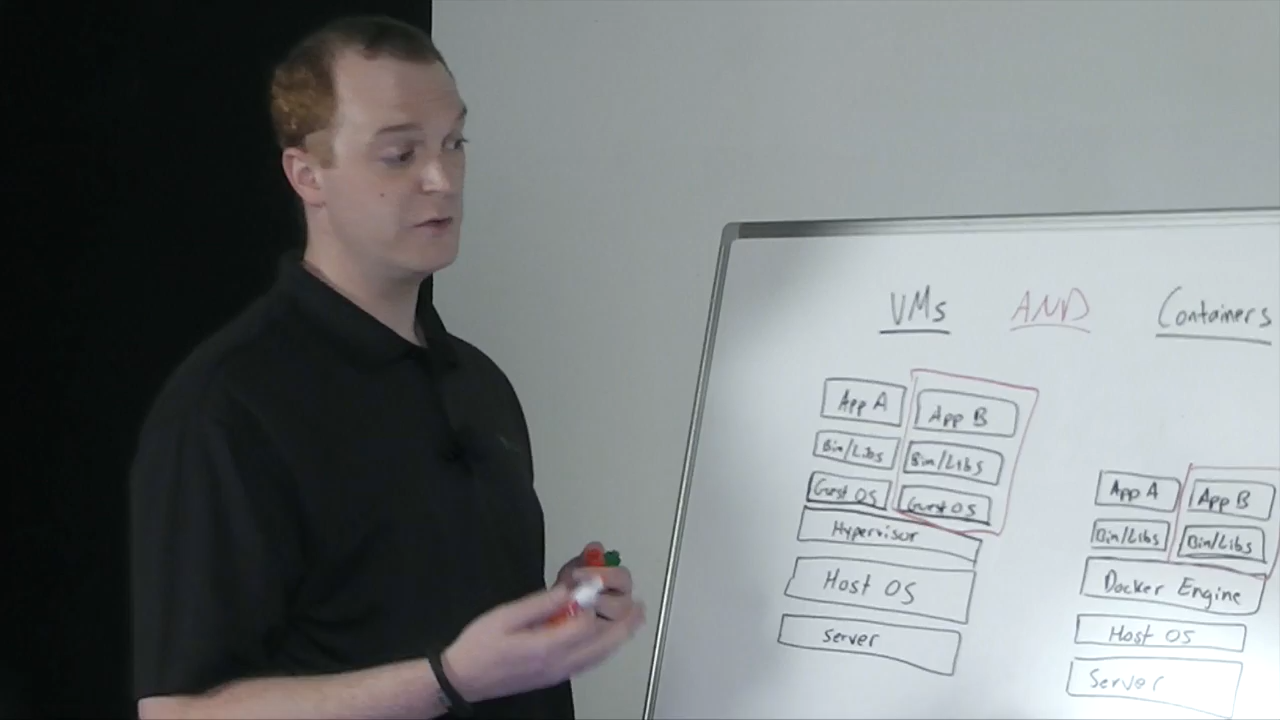 VMs AND Containers
App A App B
Bin/Libs Bin/Libs
Guest OS Guest OS
Hypervisor
Host OS
Server
App A App B
Bin/Libs Bin/Libs
Docker Engine
Host OS
Server